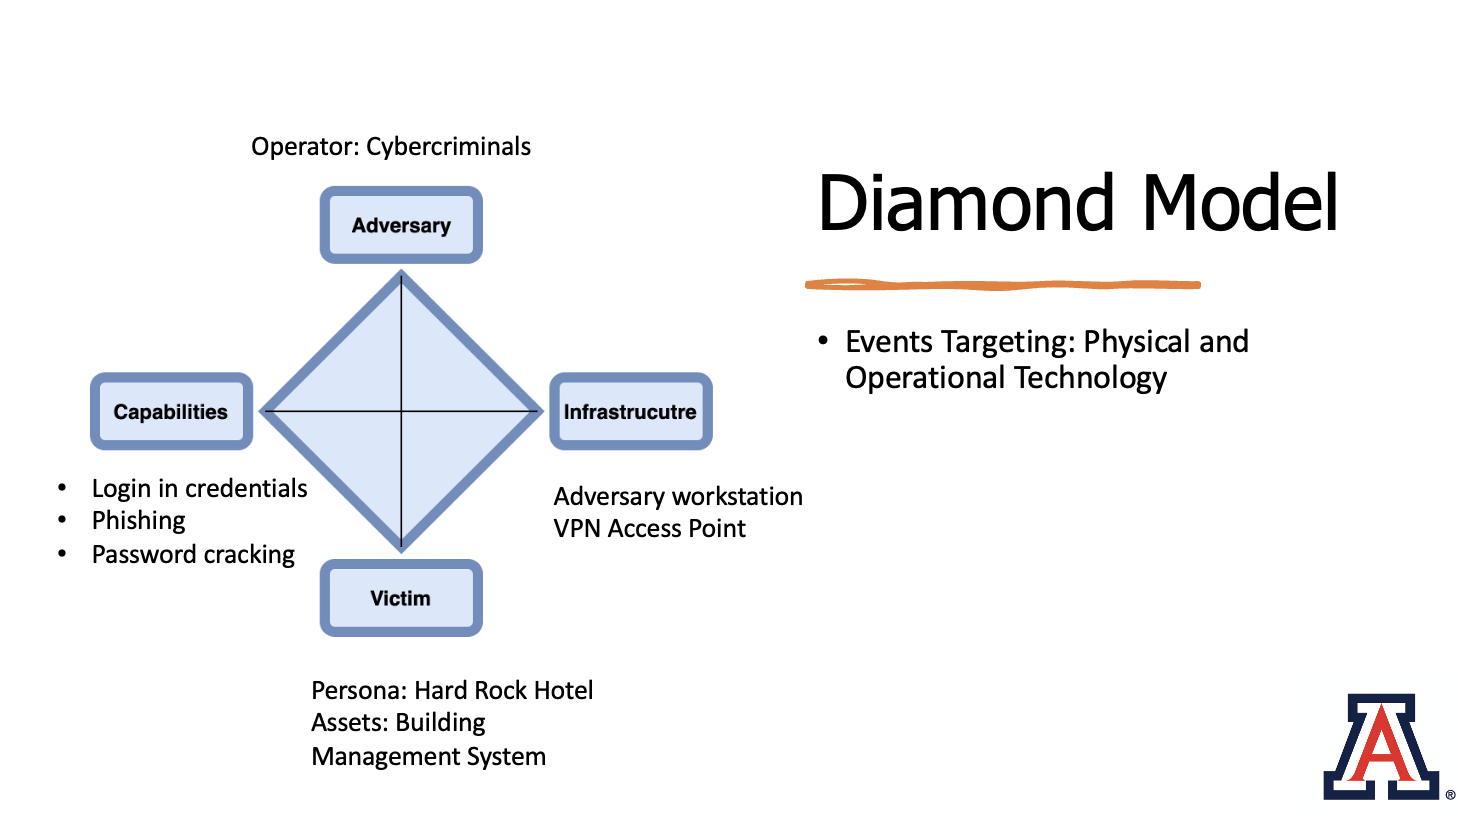 Operator: Cybercriminals
Adversary
Capabilities
Infrastrucutre
• Login in credentials
• Phishing
• Password cracking
Adversary workstation
VPN Access Point
Victim
Persona: Hard Rock Hotel
Assets: Building
Management System
Diamond Model
• Events Targeting: Physical and
Operational Technology
A
®